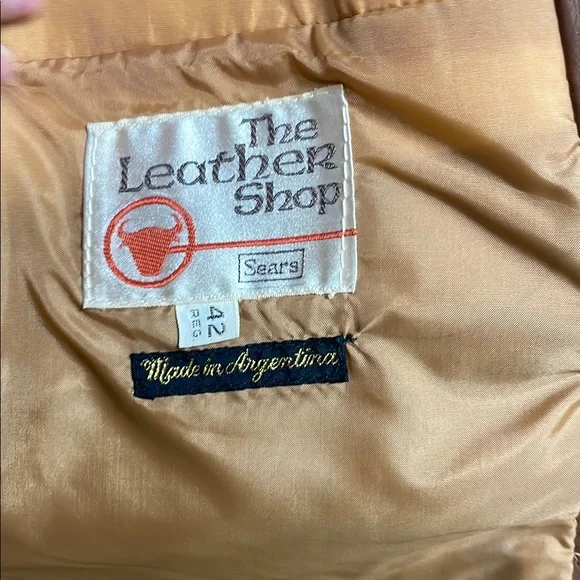 The
Leather
Shop
Sears
42
REG.
Made in Argentina